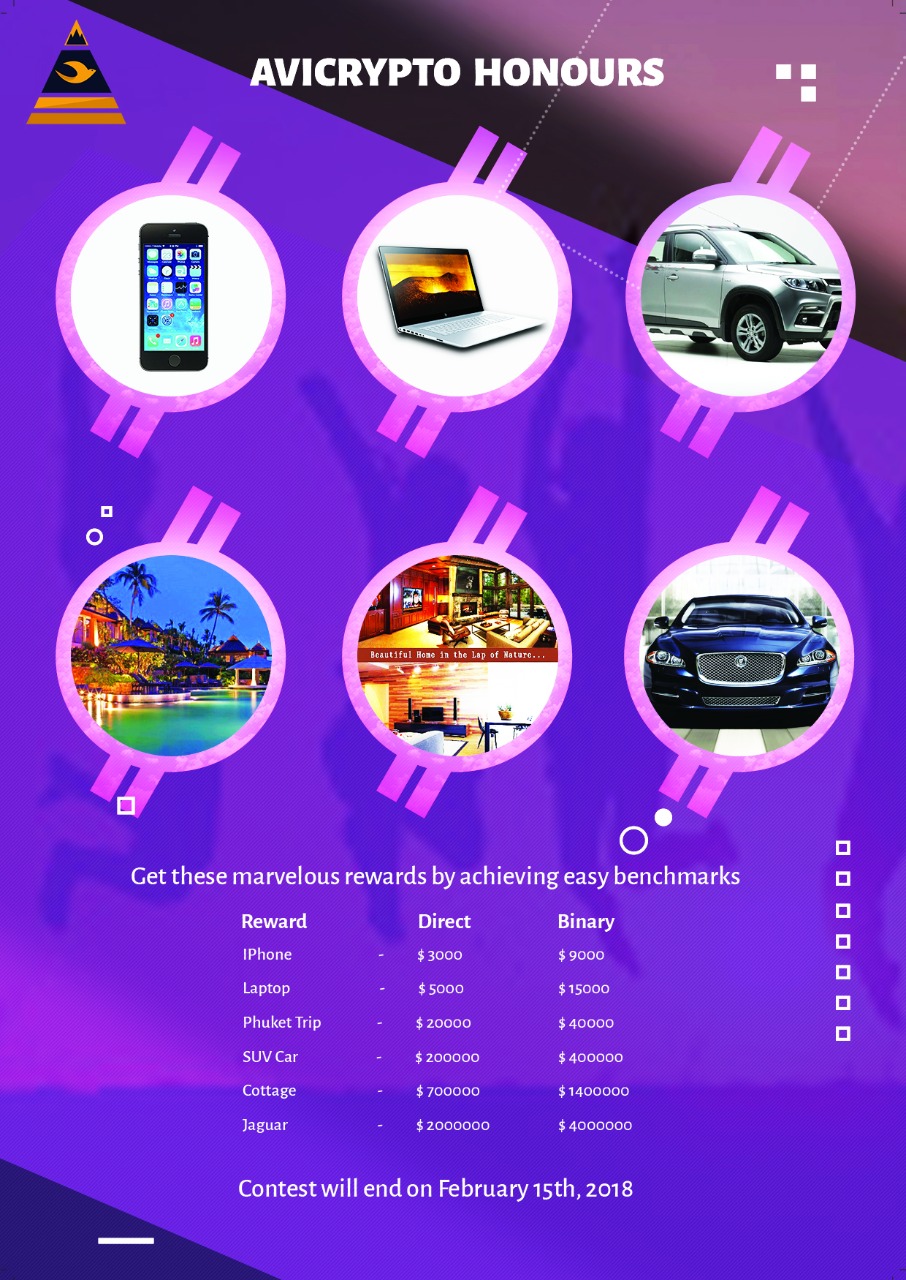 AVICRYPTO HONOURS
Beautiful Home in the Lap of Nature...
Get these marvelous rewards by achieving easy benchmarks
Reward Direct Binary
IPhone - $ 3000 $ 9000
Laptop - $ 5000 $ 15000
Phuket Trip - $ 20000 $ 40000
SUV Car - $ 200000 $ 400000
Cottage - $ 700000 $ 1400000
Jaguar - $ 2000000 $ 4000000
Contest will end on February 15th, 2018